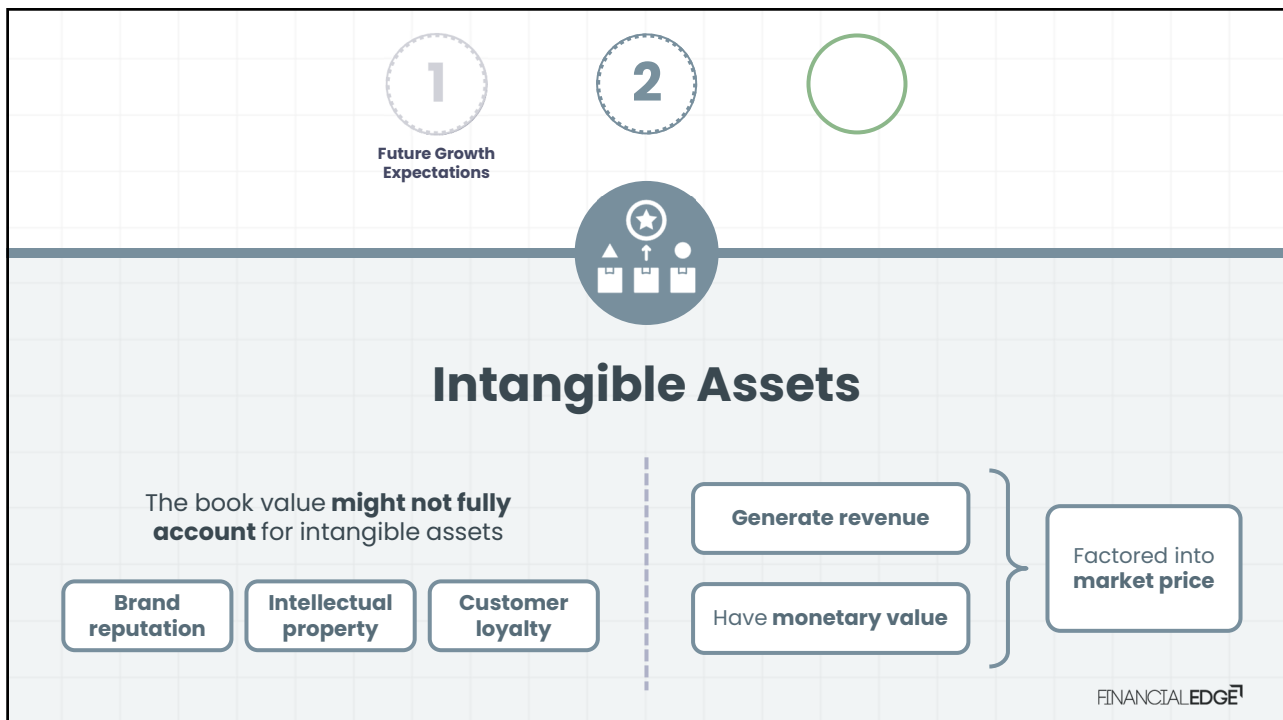 1
2
Future Growth
Expectations
Intangible Assets
The book value might not fully
account for intangible assets
Brand
reputation
Intellectual
property
Customer
loyalty
Generate revenue
Have monetary value
Factored into
market price
FINANCIALEDGE